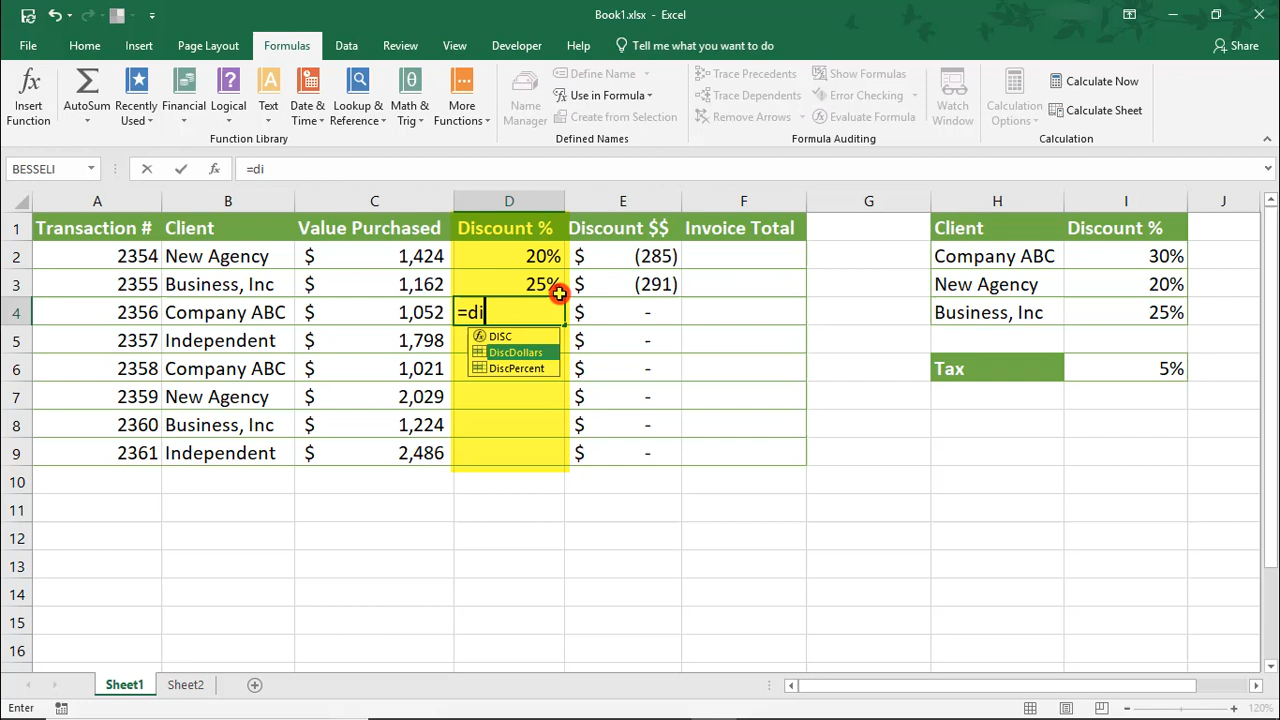 Book1.xlsx - Excel
File Home Insert Page Layout Formulas Data Review View Developer Help Tell me what you want to do Share
Insert Function
AutoSum
Recently Used
Financial
Logical
Text
Date & Time
Lookup & Reference
Math & Trig
More Functions
Function Library
Name Manager
Define Name
Use in Formula
Create from Selection
Defined Names
Trace Precedents
Trace Dependents
Remove Arrows
Show Formulas
Error Checking
Evaluate Formula
Watch Window
Formula Auditing
Calculation Options
Calculate Now
Calculate Sheet
Calculation
BESSELI fx =di
A B C D E F G H I J
1 Transaction # Client Value Purchased Discount % Discount $$ Invoice Total Client Discount %
2 2354 New Agency $ 1,424 20% $ (285) Company ABC 30%
3 2355 Business, Inc $ 1,162 25% $ (291) New Agency 20%
4 2356 Company ABC $ 1,052 =di $ - Business, Inc 25%
5 2357 Independent $ 1,798 $ -
DISC
DiscDollars
DiscPercent
6 2358 Company ABC $ 1,021 $ - Tax 5%
7 2359 New Agency $ 2,029 $ -
8 2360 Business, Inc $ 1,224 $ -
9 2361 Independent $ 2,486 $ -
10
11
12
13
14
15
16
Sheet1 Sheet2
Enter 120%